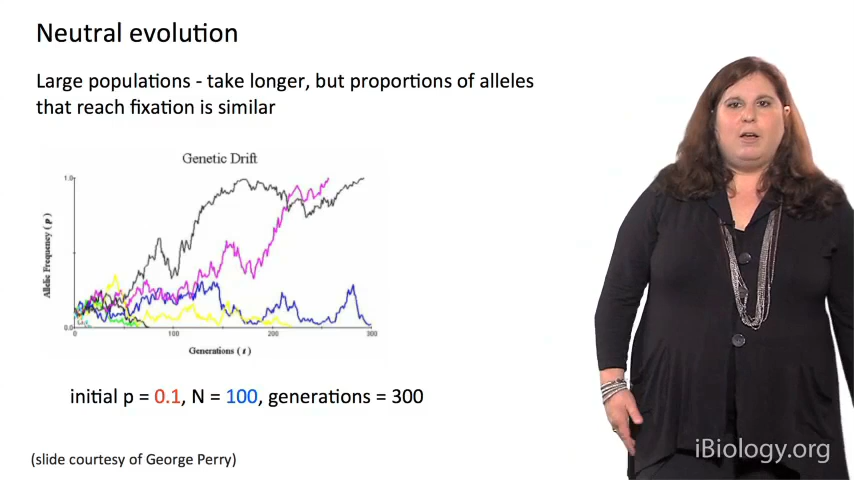 Neutral evolution
Large populations - take longer, but proportions of alleles
that reach fixation is similar
Genetic Drift
1.0
Allelic Frequency ( p )
0.0
0
100
200
300
Generations ( t )
initial p = 0.1, N = 100, generations = 300
(slide courtesy of George Perry)
iBiology.org